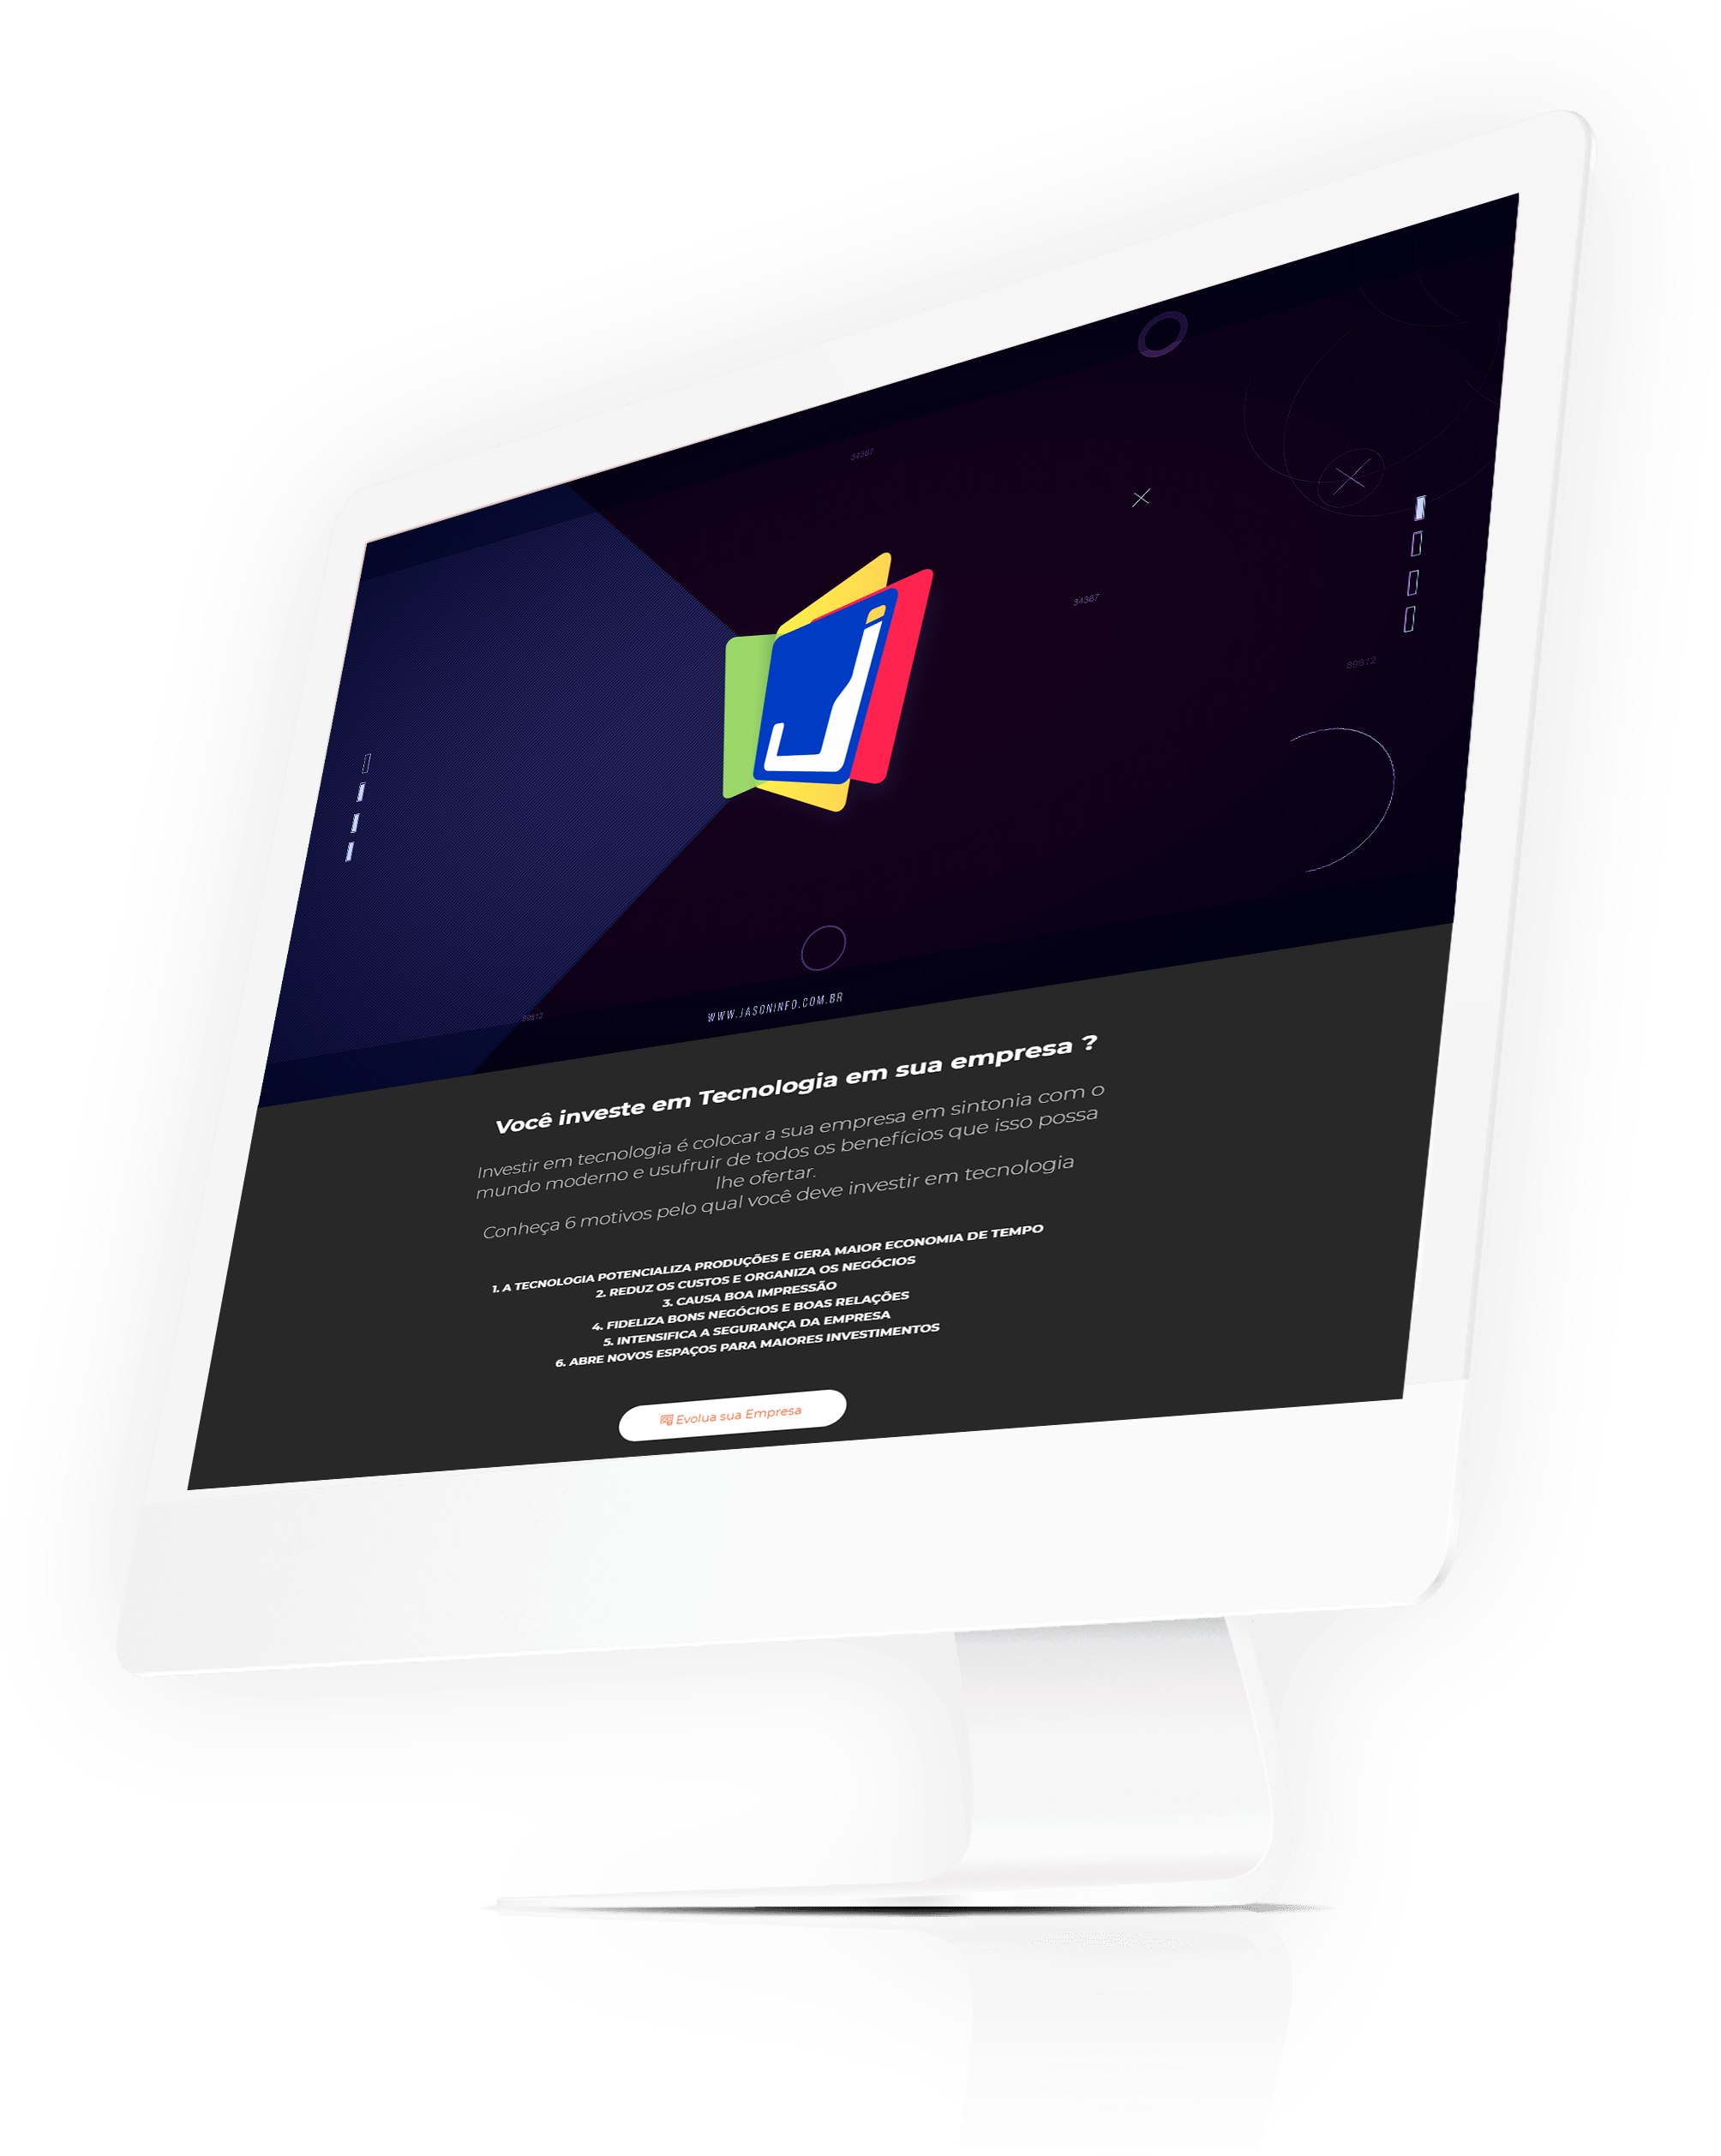 34367
34367
89812
89812
WWW.JASONINFO.COM.BR
Você investe em Tecnologia em sua empresa ?
Investir em tecnologia é colocar a sua empresa em sintonia com o
mundo moderno e usufruir de todos os benefícios que isso possa
lhe ofertar.
Conheça 6 motivos pelo qual você deve investir em tecnologia
1. A TECNOLOGIA POTENCIALIZA PRODUÇÕES E GERA MAIOR ECONOMIA DE TEMPO
2. REDUZ OS CUSTOS E ORGANIZA OS NEGÓCIOS
3. CAUSA BOA IMPRESSÃO
4. FIDELIZA BONS NEGÓCIOS E BOAS RELAÇÕES
5. INTENSIFICA A SEGURANÇA DA EMPRESA
6. ABRE NOVOS ESPAÇOS PARA MAIORES INVESTIMENTOS
Evolua sua Empresa